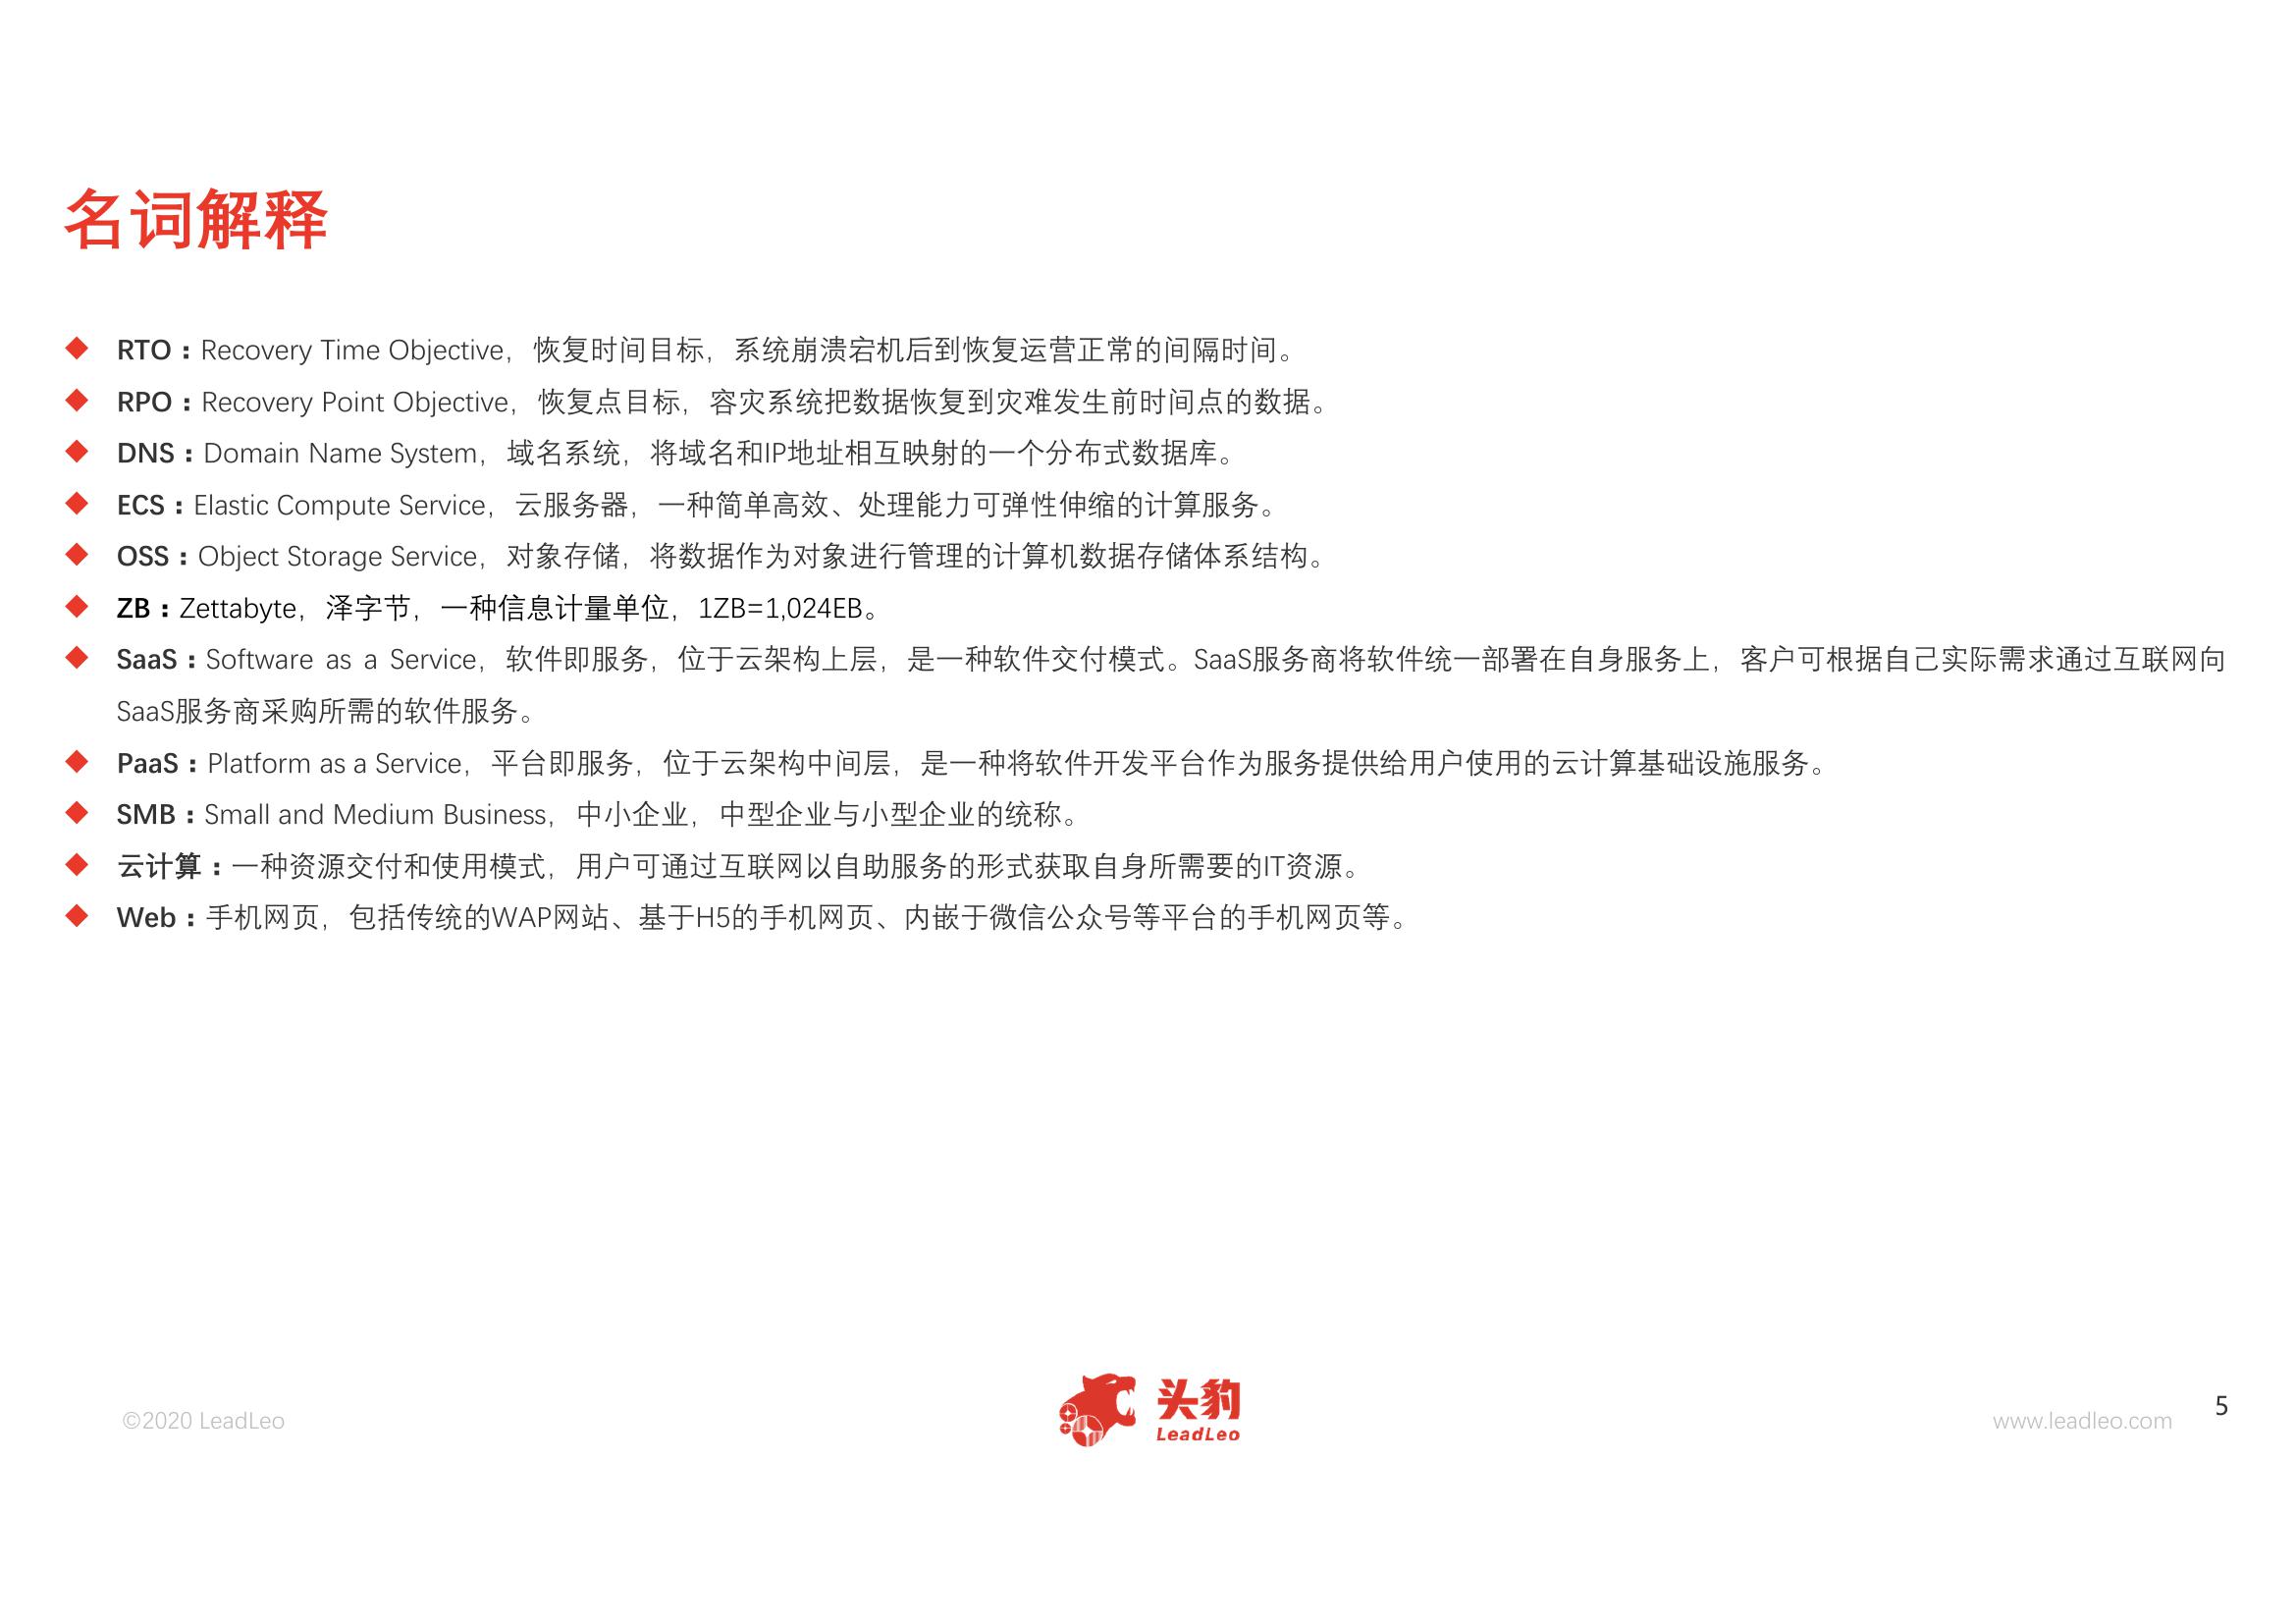 名词解释
RTO：Recovery Time Objective，恢复时间目标，系统崩溃宕机后到恢复运营正常的间隔时间。
RPO：Recovery Point Objective，恢复点目标，容灾系统把数据恢复到灾难发生前时间点的数据。
DNS：Domain Name System，域名系统，将域名和IP地址相互映射的一个分布式数据库。
ECS：Elastic Compute Service，云服务器，一种简单高效、处理能力可弹性伸缩的计算服务。
OSS：Object Storage Service，对象存储，将数据作为对象进行管理的计算机数据存储体系结构。
ZB：Zettabyte，泽字节，一种信息计量单位，1ZB=1,024EB。
SaaS：Software as a Service，软件即服务，位于云架构上层，是一种软件交付模式。SaaS服务商将软件统一部署在自身服务上，客户可根据自己实际需求通过互联网向
SaaS服务商采购所需的软件服务。
PaaS：Platform as a Service，平台即服务，位于云架构中间层，是一种将软件开发平台作为服务提供给用户使用的云计算基础设施服务。
SMB：Small and Medium Business，中小企业，中型企业与小型企业的统称。
云计算：一种资源交付和使用模式，用户可通过互联网以自助服务的形式获取自身所需要的IT资源。
Web：手机网页，包括传统的WAP网站、基于H5的手机网页、内嵌于微信公众号等平台的手机网页等。
©2020 LeadLeo
头豹
LeadLeo
www.leadleo.com
5